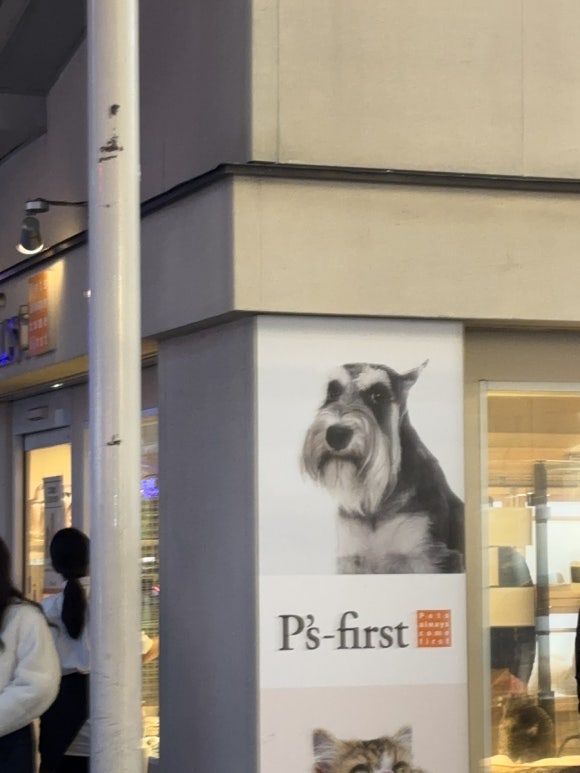 P's-first
Pets
always
come
first